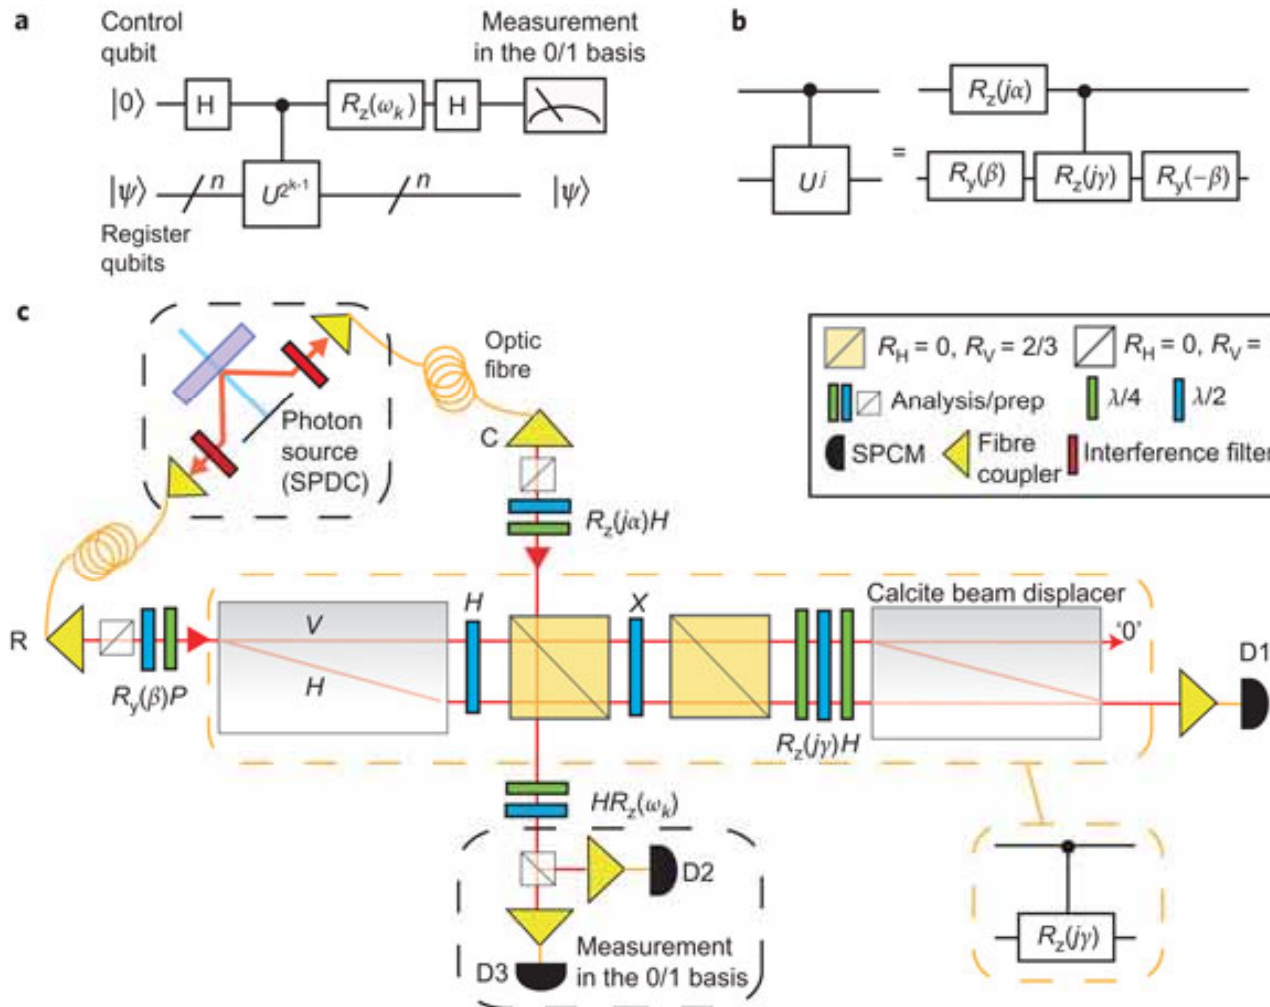 a
Control
qubit
Measurement
in the 0/1 basis
|0⟩
H
R_z(ω_k)
H
|ψ⟩
n
U^{2^{k-1}}
n
|ψ⟩
Register
qubits
b
R_z(jα)
U^j
=
R_y(β)
R_z(jγ)
R_y(-β)
c
Optic
fibre
Photon
source
(SPDC)
C
R_z(jα)H
R_H = 0, R_V = 2/3
R_H = 0, R_V =
Analysis/prep
λ/4
λ/2
SPCM
Fibre
coupler
Interference filter
R
R_y(β)P
V
H
H
X
R_z(jγ)H
Calcite beam displacer
‘0’
D1
HR_z(ω_k)
D2
D3
Measurement
in the 0/1 basis
R_z(jγ)